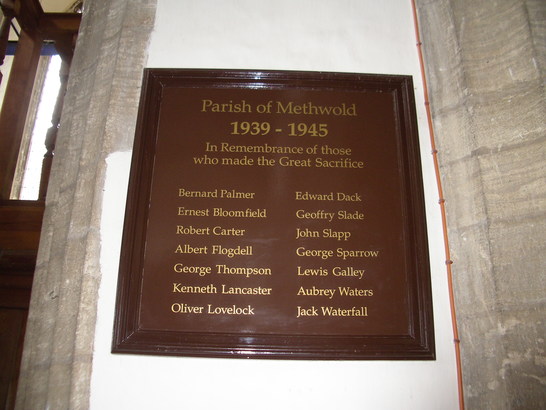 Parish of Methwold
1939 - 1945
In Remembrance of those
who made the Great Sacrifice
Bernard Palmer
Ernest Bloomfield
Robert Carter
Albert Flogdell
George Thompson
Kenneth Lancaster
Oliver Lovelock
Edward Dack
Geoffry Slade
John Slapp
George Sparrow
Lewis Galley
Aubrey Waters
Jack Waterfall